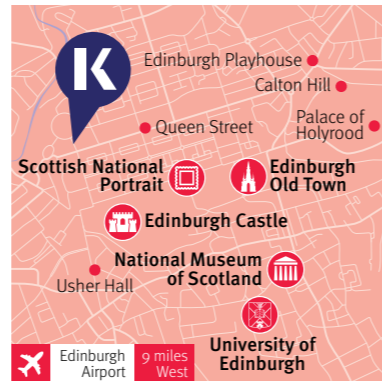 K
Edinburgh Playhouse
Calton Hill
Palace of
Holyrood
Queen Street
Scottish National
Portrait
Edinburgh
Old Town
Edinburgh Castle
National Museum
of Scotland
Usher Hall
University of
Edinburgh
Edinburgh
Airport
9 miles
West